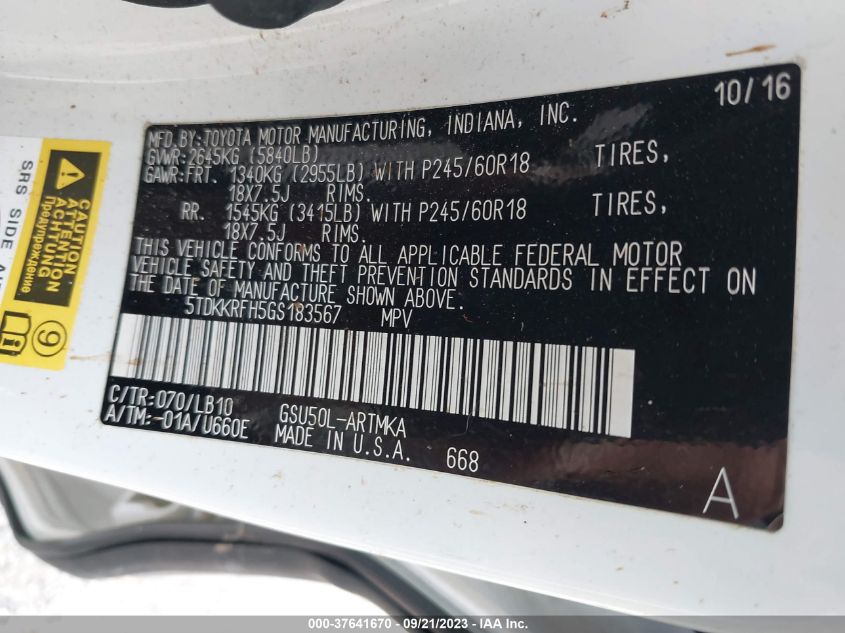 10/16
MFD.BY:TOYOTA MOTOR MANUFACTURING, INDIANA, INC.
GVWR:2645KG (5840LB)
GAWR:FRT. 1340KG (2955LB) WITH P245/60R18 TIRES,
18X7.5J RIMS.
RR. 1545KG (3415LB) WITH P245/60R18 TIRES,
18X7.5J RIMS.
THIS VEHICLE CONFORMS TO ALL APPLICABLE FEDERAL MOTOR
VEHICLE SAFETY AND THEFT PREVENTION STANDARDS IN EFFECT ON
THE DATE OF MANUFACTURE SHOWN ABOVE.
5TDKKRFH5GS183567 MPV
C/TR:070/LB10 GSU50L-ARTMKA
A/TM:-01A/U660E MADE IN U.S.A. 668
A
CAUTION
ATTENTION
ACHTUNG
Предупреждение
9
SRS SIDE
000-37641670 - 09/21/2023 - IAA Inc.